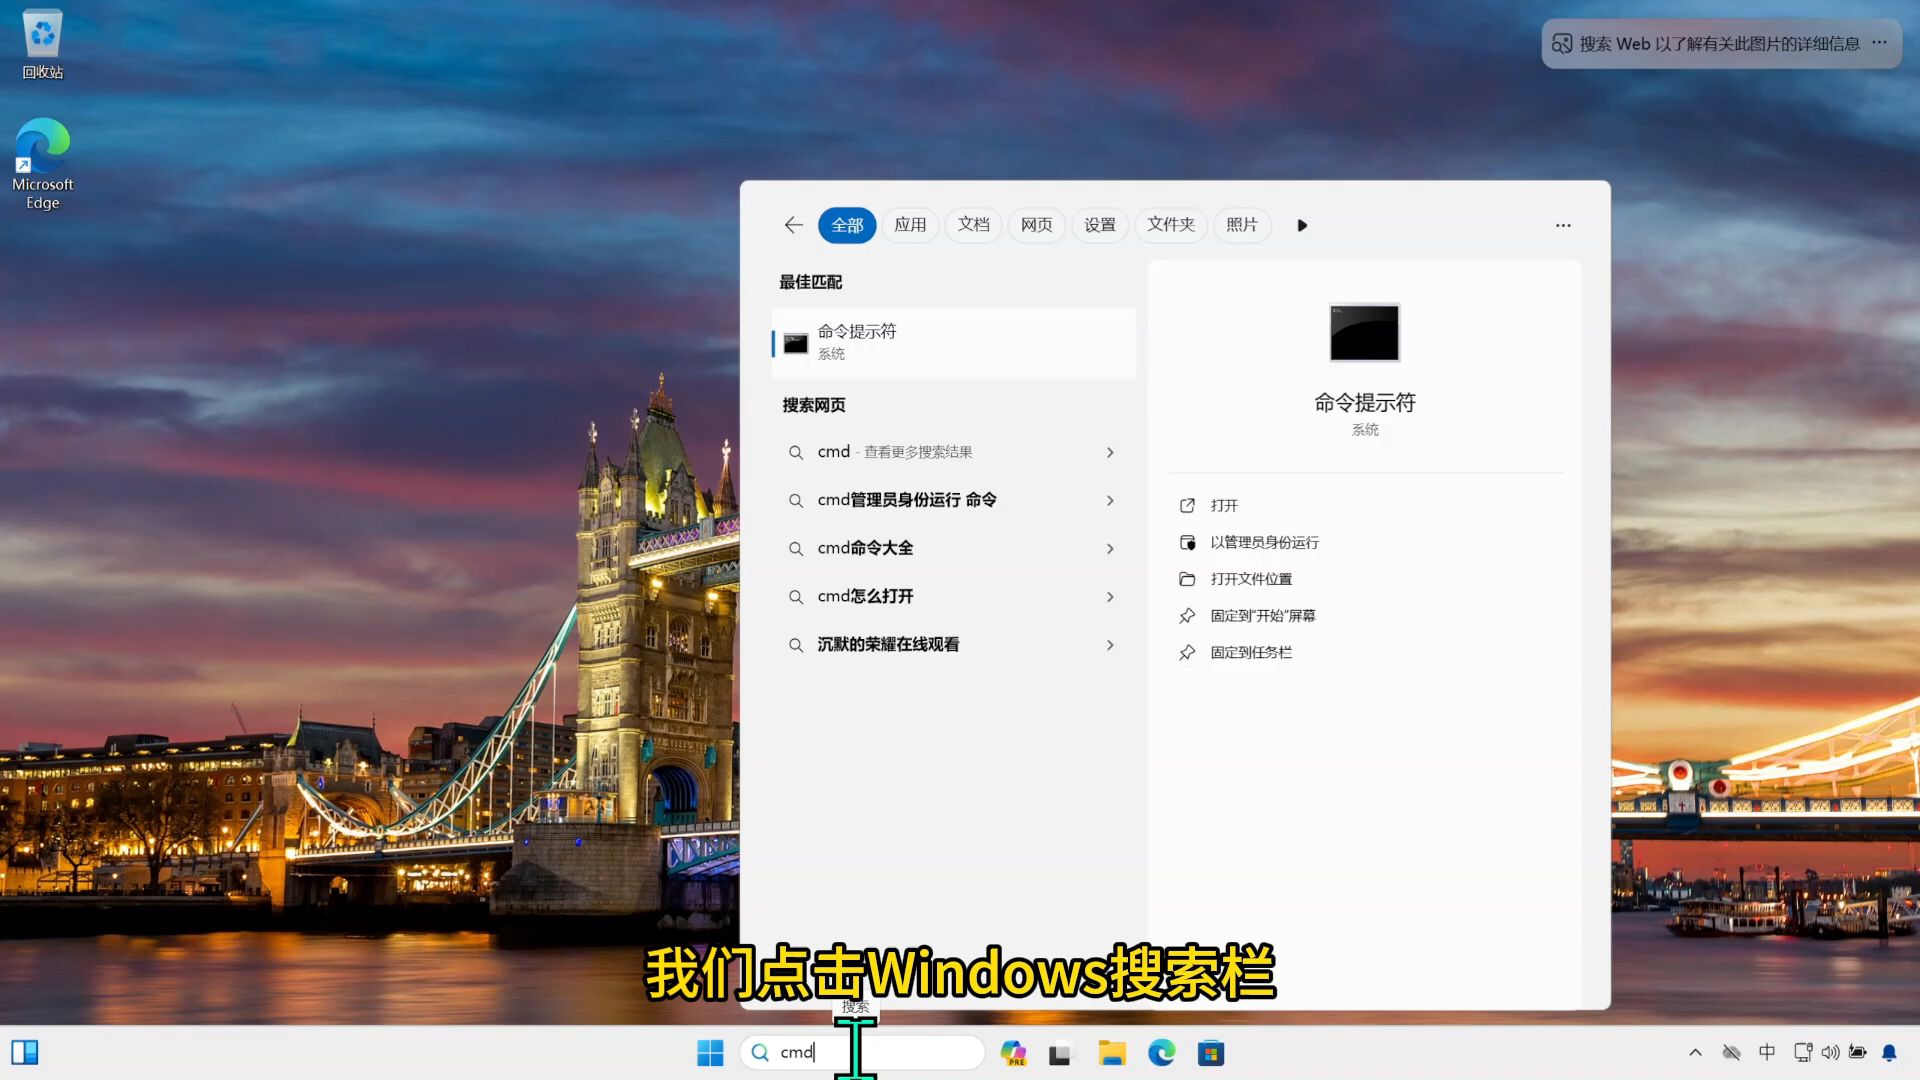 回收站
Microsoft
Edge
搜索 Web 以了解有关此图片的详细信息
全部 应用 文档 网页 设置 文件夹 照片
最佳匹配
命令提示符
系统
搜索网页
cmd - 查看更多搜索结果
cmd管理员身份运行 命令
cmd命令大全
cmd怎么打开
沉默的荣耀在线观看
命令提示符
系统
打开
以管理员身份运行
打开文件位置
固定到"开始"屏幕
固定到任务栏
我们点击Windows搜索栏
搜索
cmd
PRE
中